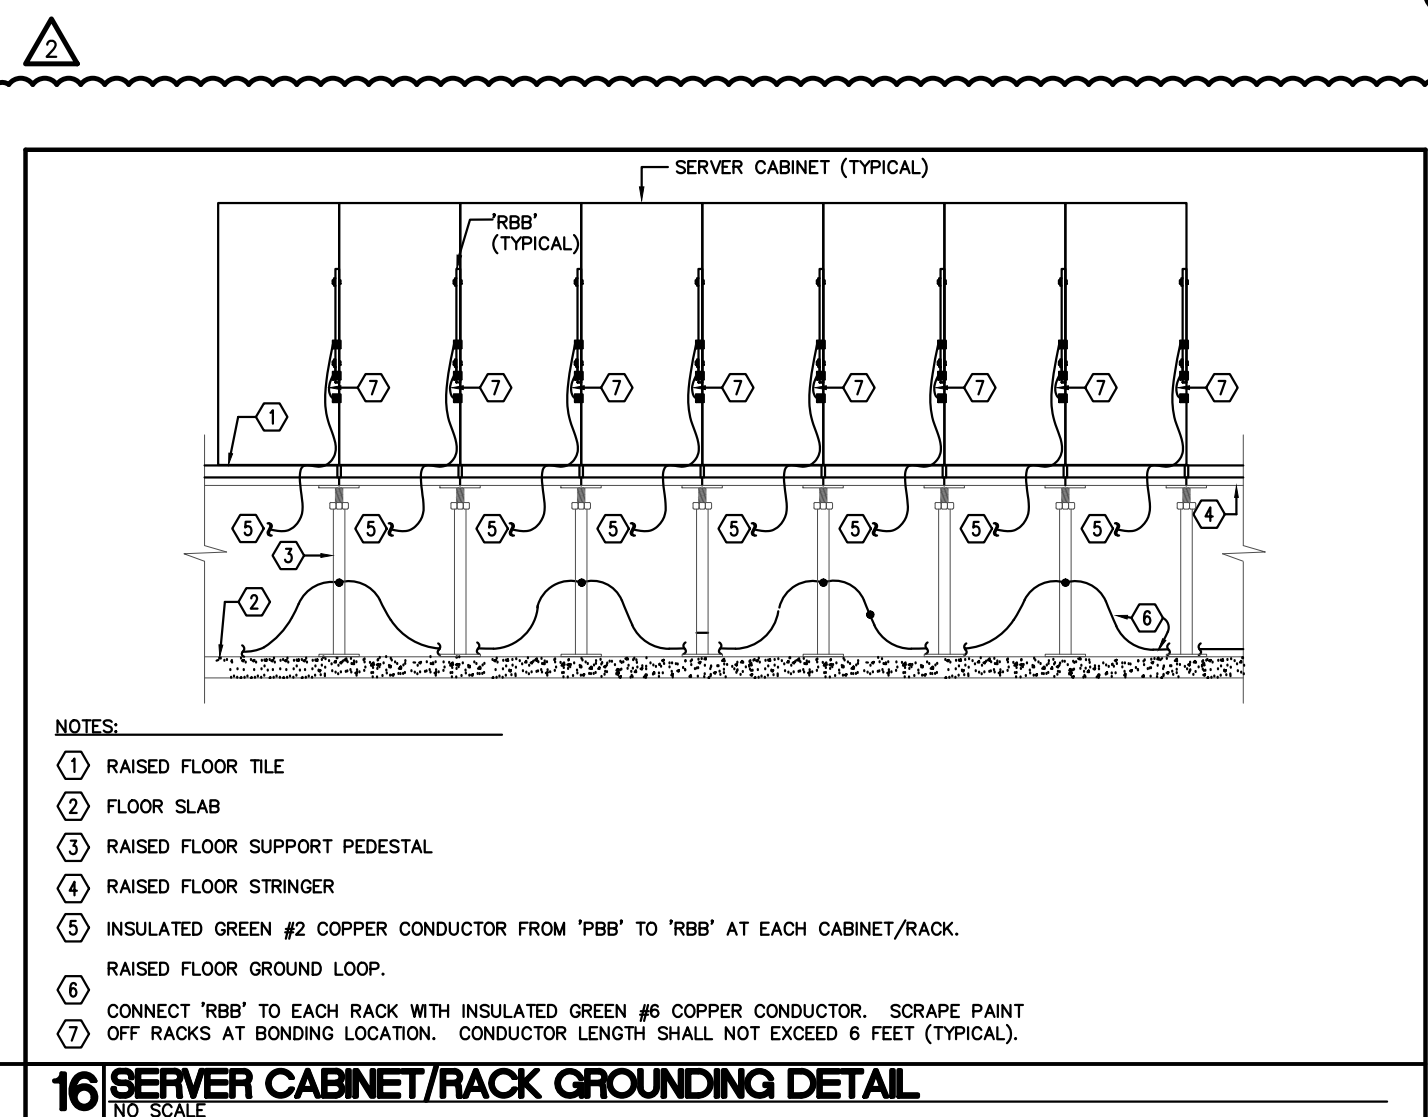 2
SERVER CABINET (TYPICAL)
'RBB'
(TYPICAL)
7 7 7 7 7 7 7 7
1
5 5 5 5 5 5 5 5
4
3
2
6
NOTES:
1 RAISED FLOOR TILE
2 FLOOR SLAB
3 RAISED FLOOR SUPPORT PEDESTAL
4 RAISED FLOOR STRINGER
5 INSULATED GREEN #2 COPPER CONDUCTOR FROM 'PBB' TO 'RBB' AT EACH CABINET/RACK.
RAISED FLOOR GROUND LOOP.
6
CONNECT 'RBB' TO EACH RACK WITH INSULATED GREEN #6 COPPER CONDUCTOR. SCRAPE PAINT
7 OFF RACKS AT BONDING LOCATION. CONDUCTOR LENGTH SHALL NOT EXCEED 6 FEET (TYPICAL).
16 SERVER CABINET/RACK GROUNDING DETAIL
NO SCALE